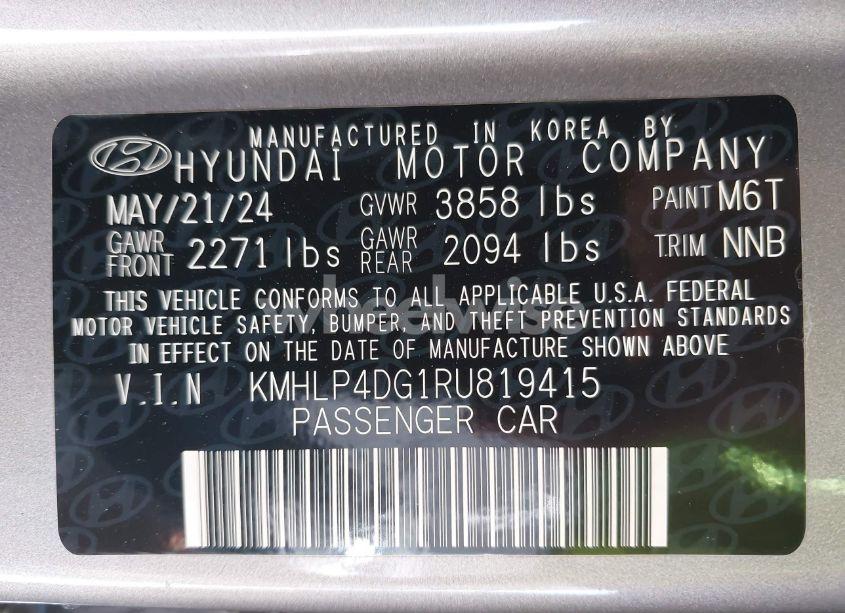 MANUFACTURED IN KOREA BY
HYUNDAI MOTOR COMPANY
MAY/21/24 GVWR 3858 lbs PAINT M6T
GAWR FRONT 2271 lbs GAWR REAR 2094 lbs TRIM NNB
THIS VEHICLE CONFORMS TO ALL APPLICABLE U.S.A. FEDERAL
MOTOR VEHICLE SAFETY, BUMPER, AND THEFT PREVENTION STANDARDS
IN EFFECT ON THE DATE OF MANUFACTURE SHOWN ABOVE
V.I.N KMHLP4DG1RU819415
PASSENGER CAR